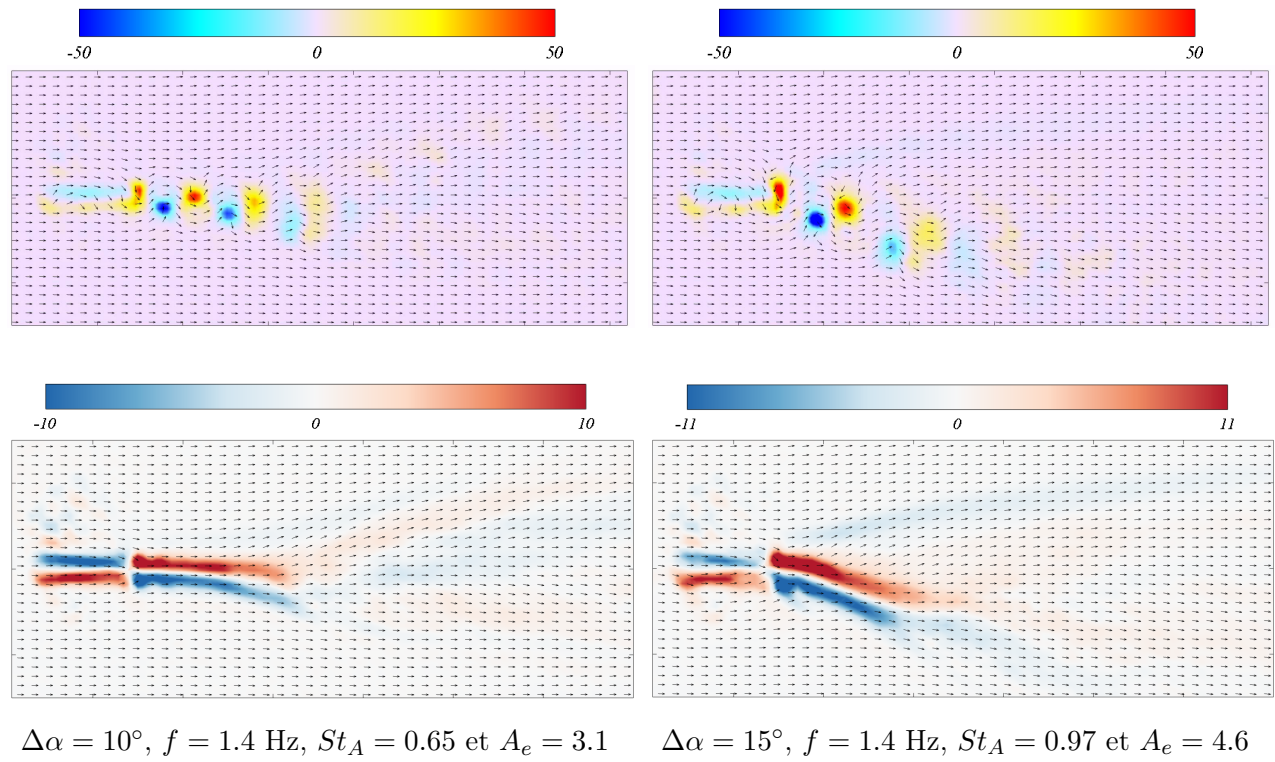 -50 0 50 -50 0 50
-10 0 10 -11 0 11
Δα = 10°, f = 1.4 Hz, St_A = 0.65 et A_e = 3.1 Δα = 15°, f = 1.4 Hz, St_A = 0.97 et A_e = 4.6